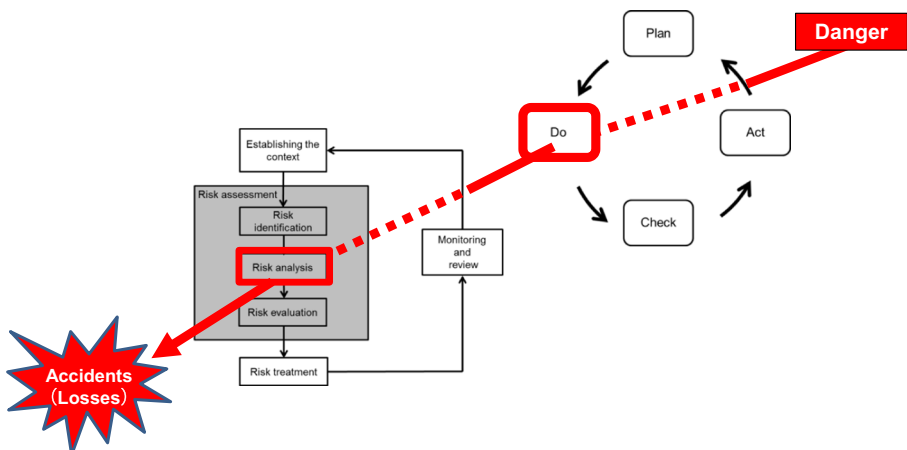 Danger
Plan
Do
Act
Check
Establishing the
context
Risk assessment
Risk
identification
Risk analysis
Risk evaluation
Risk treatment
Monitoring
and
review
Accidents
（Losses）